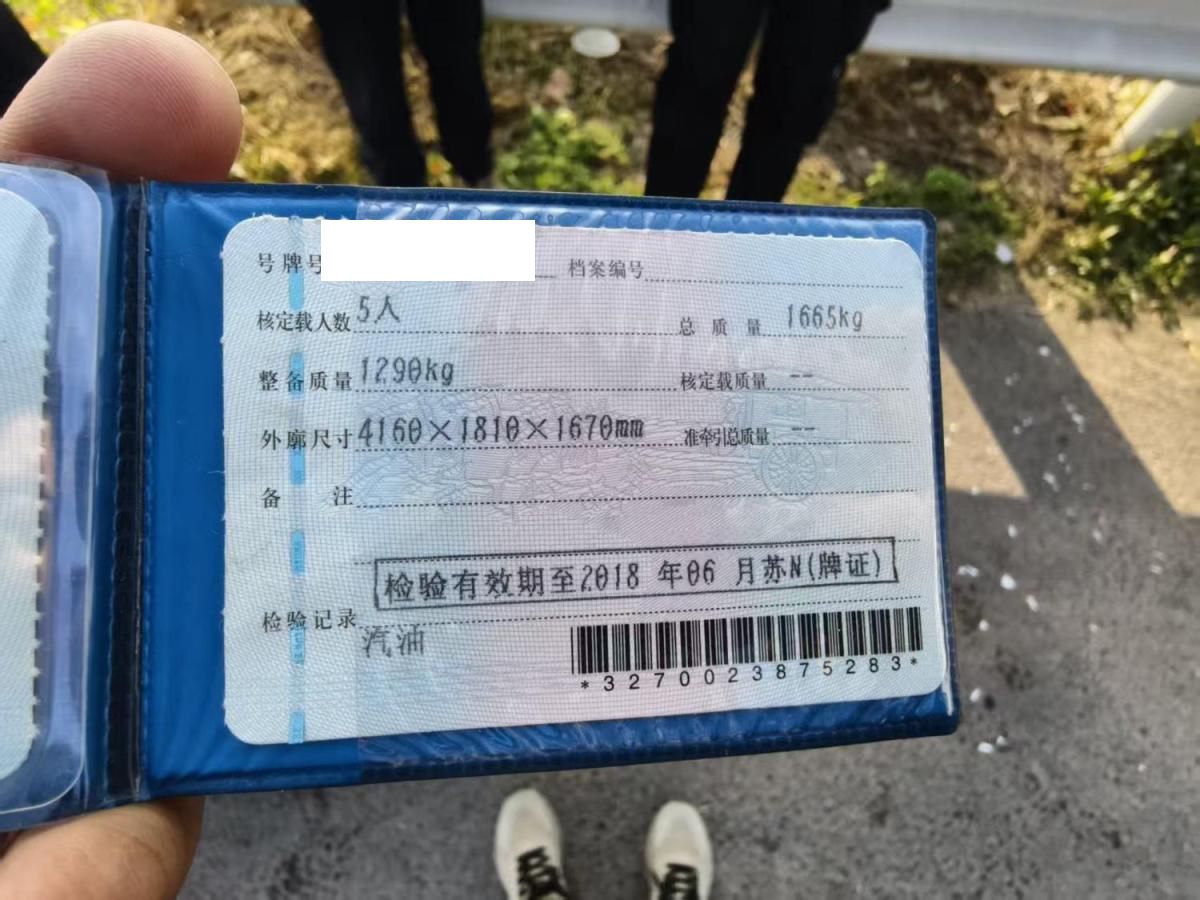 号牌号 档案编号
核定载人数 5人 总质量 1665kg
整备质量 1290kg 核定载质量 --
外廓尺寸 4160×1810×1670mm 准牵引总质量 --
备注
检验有效期至2018 年06 月苏N(牌证)
检验记录
汽油
*3270023875283*